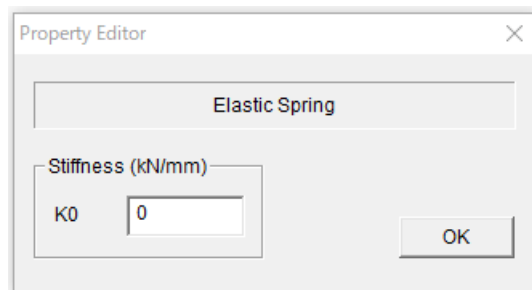 Property Editor
Elastic Spring
Stiffness (kN/mm)
K0 0
OK